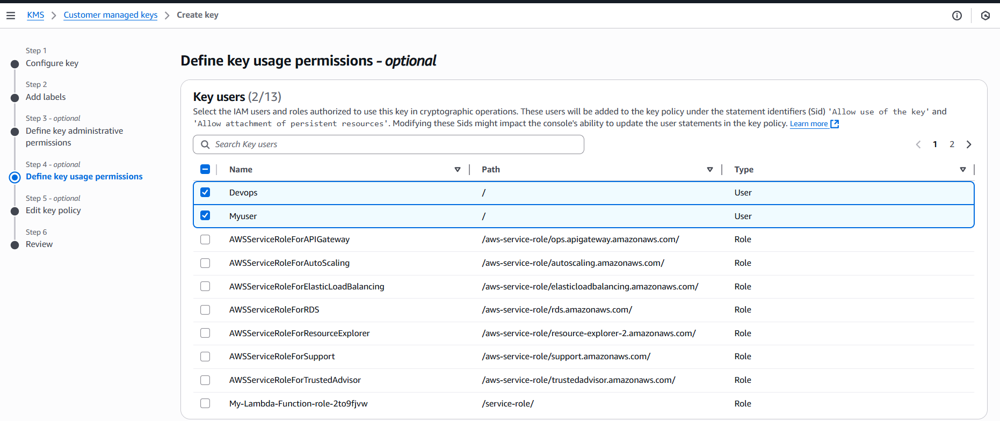 KMS > Customer managed keys > Create key
Step 1
Configure key
Step 2
Add labels
Step 3 - optional
Define key administrative
permissions
Step 4 - optional
Define key usage permissions
Step 5 - optional
Edit key policy
Step 6
Review
Define key usage permissions - optional
Key users (2/13)
Select the IAM users and roles authorized to use this key in cryptographic operations. These users will be added to the key policy under the statement identifiers (Sid) 'Allow use of the key' and
'Allow attachment of persistent resources'. Modifying these Sids might impact the console's ability to update the user statements in the key policy. Learn more
Search Key users
1 2
Name Path Type
Devops / User
Myuser / User
AWSServiceRoleForAPIGateway /aws-service-role/ops.apigateway.amazonaws.com/ Role
AWSServiceRoleForAutoScaling /aws-service-role/autoscaling.amazonaws.com/ Role
AWSServiceRoleForElasticLoadBalancing /aws-service-role/elasticloadbalancing.amazonaws.com/ Role
AWSServiceRoleForRDS /aws-service-role/rds.amazonaws.com/ Role
AWSServiceRoleForResourceExplorer /aws-service-role/resource-explorer-2.amazonaws.com/ Role
AWSServiceRoleForSupport /aws-service-role/support.amazonaws.com/ Role
AWSServiceRoleForTrustedAdvisor /aws-service-role/trustedadvisor.amazonaws.com/ Role
My-Lambda-Function-role-2to9fjvw /service-role/ Role